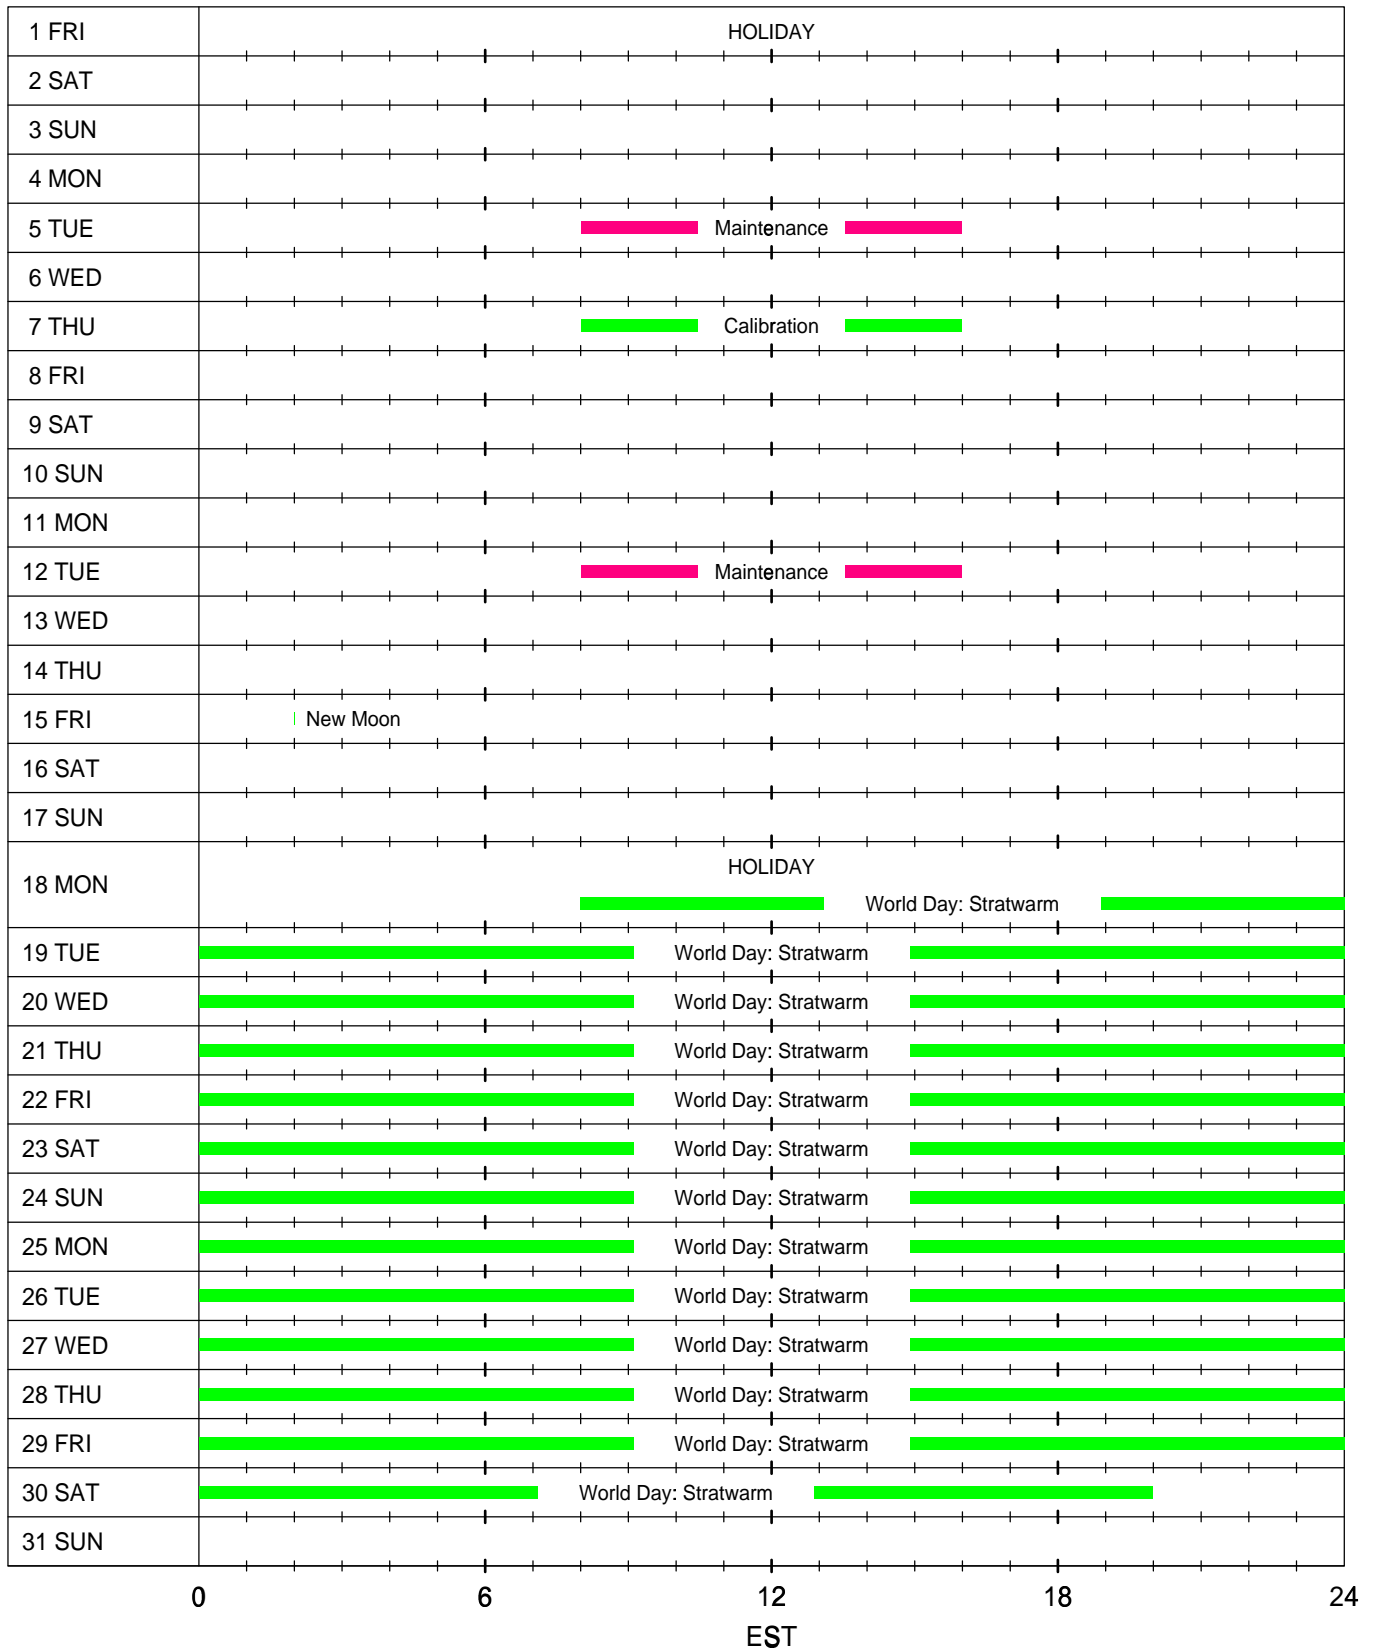 1 FRI HOLIDAY
2 SAT
3 SUN
4 MON
5 TUE Maintenance
6 WED
7 THU Calibration
8 FRI
9 SAT
10 SUN
11 MON
12 TUE Maintenance
13 WED
14 THU
15 FRI New Moon
16 SAT
17 SUN
HOLIDAY
18 MON
World Day: Stratwarm
19 TUE World Day: Stratwarm
20 WED World Day: Stratwarm
21 THU World Day: Stratwarm
22 FRI World Day: Stratwarm
23 SAT World Day: Stratwarm
24 SUN World Day: Stratwarm
25 MON World Day: Stratwarm
26 TUE World Day: Stratwarm
27 WED World Day: Stratwarm
28 THU World Day: Stratwarm
29 FRI World Day: Stratwarm
30 SAT World Day: Stratwarm
31 SUN
0 6 12 18 24
EST